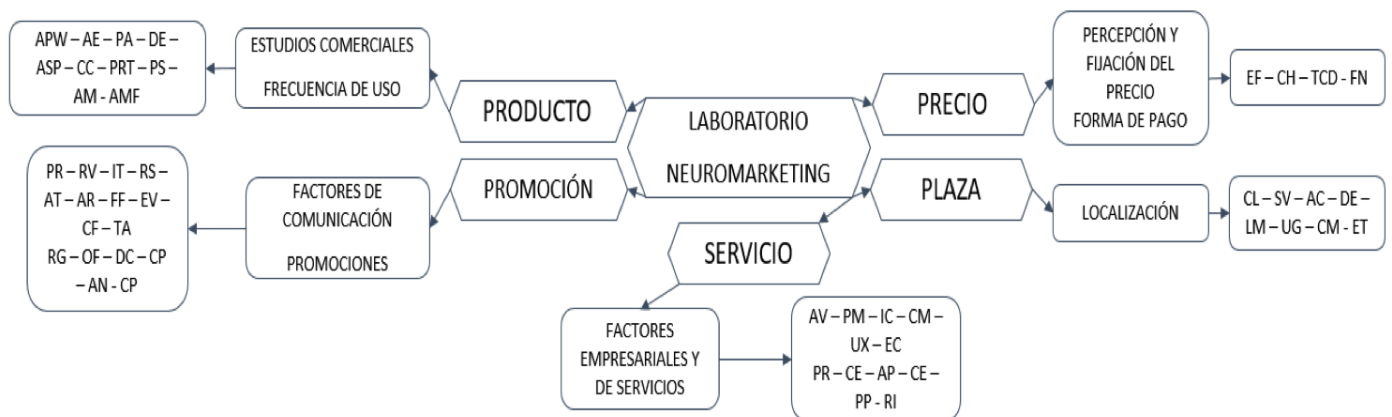 APW – AE – PA – DE –
ASP – CC – PRT – PS –
AM - AMF
ESTUDIOS COMERCIALES
FRECUENCIA DE USO
PRODUCTO
LABORATORIO
NEUROMARKETING
PRECIO
PERCEPCIÓN Y
FIJACIÓN DEL
PRECIO
FORMA DE PAGO
EF – CH – TCD - FN
PR – RV – IT – RS –
AT – AR – FF – EV –
CF – TA
RG – OF – DC – CP
– AN - CP
FACTORES DE
COMUNICACIÓN
PROMOCIONES
PROMOCIÓN
PLAZA
LOCALIZACIÓN
CL – SV – AC – DE –
LM – UG – CM - ET
SERVICIO
FACTORES
EMPRESARIALES Y
DE SERVICIOS
AV – PM – IC – CM –
UX – EC
PR – CE – AP – CE –
PP - RI